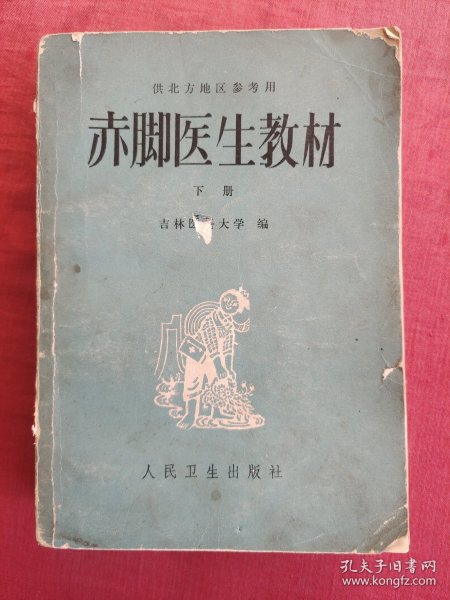 供北方地区参考用
赤脚医生教材
下 册
吉林医 大学 编
人民卫生出版社
孔夫子旧书网
www.kongfz.com